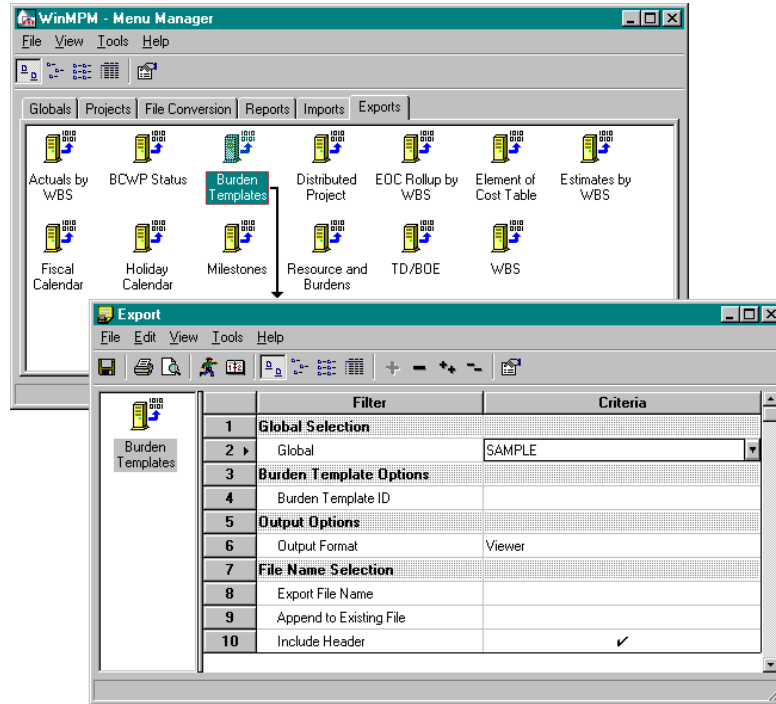 WinMPM - Menu Manager
File View Tools Help
Globals Projects File Conversion Reports Imports Exports
Actuals by WBS
BCWP Status
Burden Templates
Distributed Project
EOC Rollup by WBS
Element of Cost Table
Estimates by WBS
Fiscal Calendar
Holiday Calendar
Milestones
Resource and Burdens
TD/BOE
WBS
Export
File Edit View Tools Help
Burden Templates
Filter Criteria
1 Global Selection
2 Global SAMPLE
3 Burden Template Options
4 Burden Template ID
5 Output Options
6 Output Format Viewer
7 File Name Selection
8 Export File Name
9 Append to Existing File
10 Include Header ✔